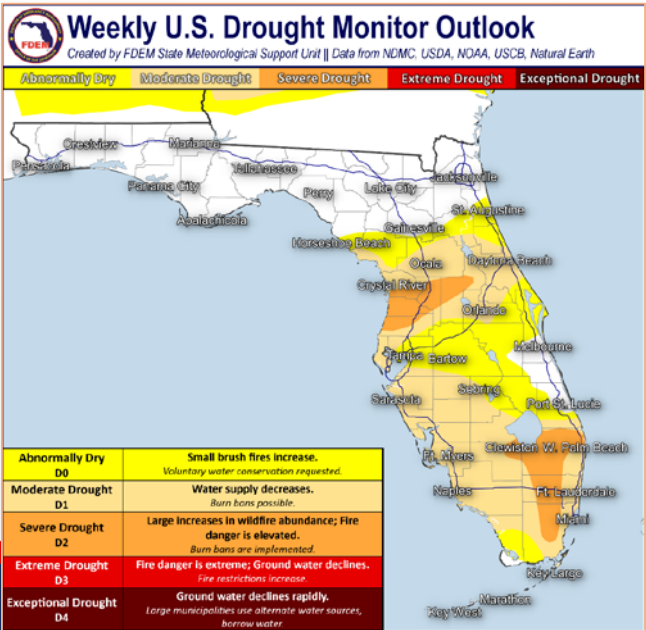 FDEM
Weekly U.S. Drought Monitor Outlook
Created by FDEM State Meteorological Support Unit || Data from NDMC, USDA, NOAA, USCB, Natural Earth
Abnormally Dry Moderate Drought Severe Drought Extreme Drought Exceptional Drought
Crestview Marianna
Pensacola Tallahassee Jacksonville
Panama City Perry Lake City
Apalachicola St. Augustine
Gainesville
Horseshoe Beach
Ocala Daytona Beach
Crystal River
Orlando
Melbourne
Tampa Bartow
Sebring
Sarasota Port St. Lucie
Clewiston W. Palm Beach
Ft. Myers
Naples Ft. Lauderdale
Miami
Key Largo
Marathon
Key West
Abnormally Dry
D0
Small brush fires increase.
Voluntary water conservation requested.
Moderate Drought
D1
Water supply decreases.
Burn bans possible.
Severe Drought
D2
Large increases in wildfire abundance; Fire
danger is elevated.
Burn bans are implemented.
Extreme Drought
D3
Fire danger is extreme; Ground water declines.
Fire restrictions increase.
Exceptional Drought
D4
Ground water declines rapidly.
Large municipalities use alternate water sources,
borrow water.